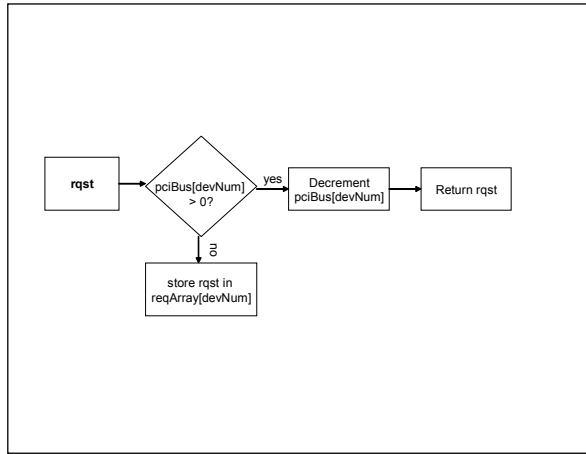 rqst
pciBus[devNum]
> 0?
yes
Decrement
pciBus[devNum]
Return rqst
no
store rqst in
reqArray[devNum]